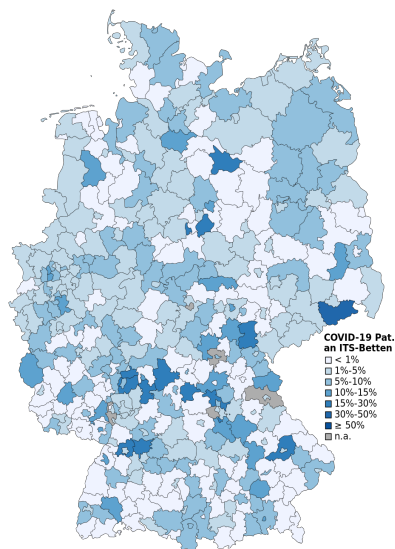 COVID-19 Pat.
an ITS-Betten
< 1%
1%-5%
5%-10%
10%-15%
15%-30%
30%-50%
≥ 50%
n.a.